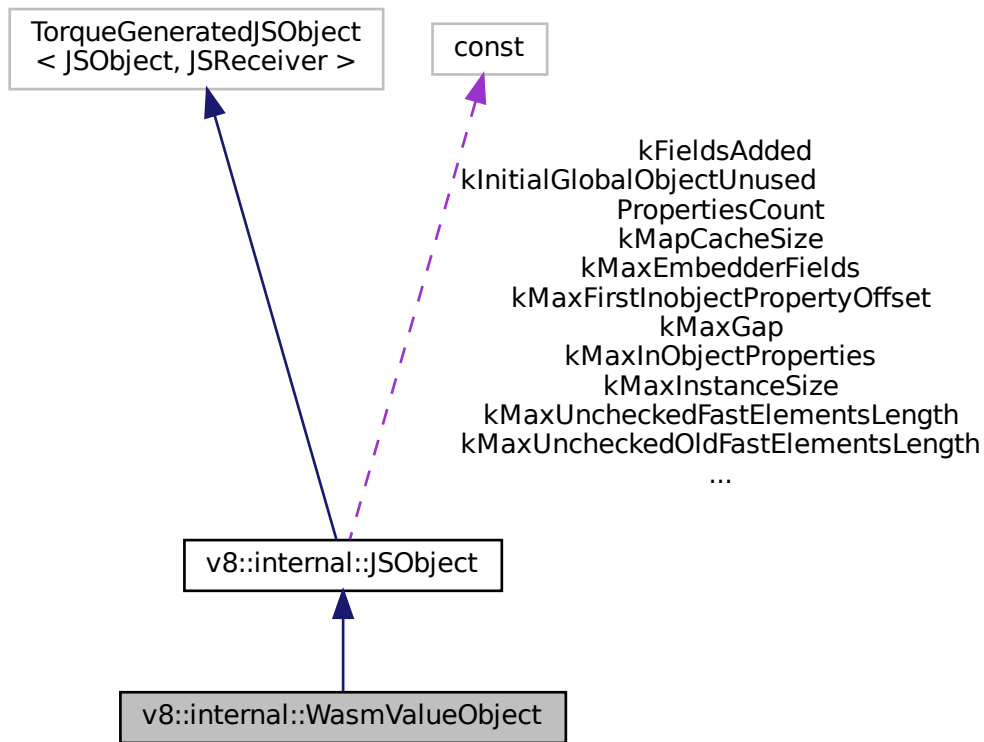 TorqueGeneratedJSObject
< JSObject, JSReceiver >
const
kFieldsAdded
kInitialGlobalObjectUnused
PropertiesCount
kMapCacheSize
kMaxEmbedderFields
kMaxFirstInobjectPropertyOffset
kMaxGap
kMaxInObjectProperties
kMaxInstanceSize
kMaxUncheckedFastElementsLength
kMaxUncheckedOldFastElementsLength
...
v8::internal::JSObject
v8::internal::WasmValueObject